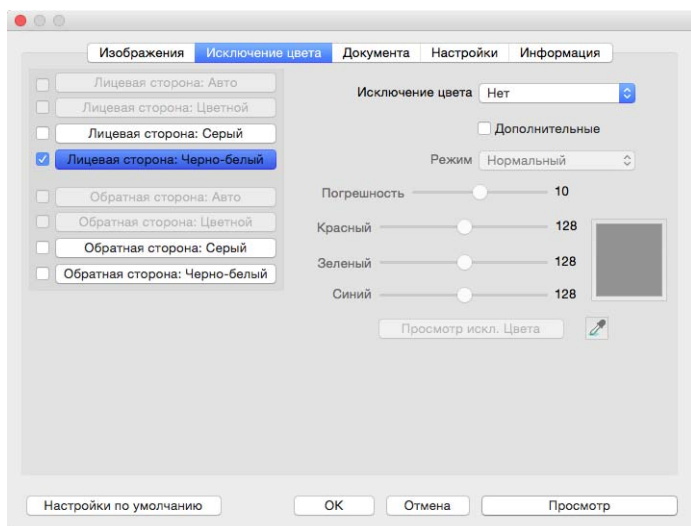 Изображения Исключение цвета Документа Настройки Информация
Лицевая сторона: Авто
Лицевая сторона: Цветной
Лицевая сторона: Серый
Лицевая сторона: Черно-белый
Обратная сторона: Авто
Обратная сторона: Цветной
Обратная сторона: Серый
Обратная сторона: Черно-белый
Исключение цвета Нет
Дополнительные
Режим Нормальный
Погрешность 10
Красный 128
Зеленый 128
Синий 128
Просмотр искл. Цвета
Настройки по умолчанию OK Отмена Просмотр